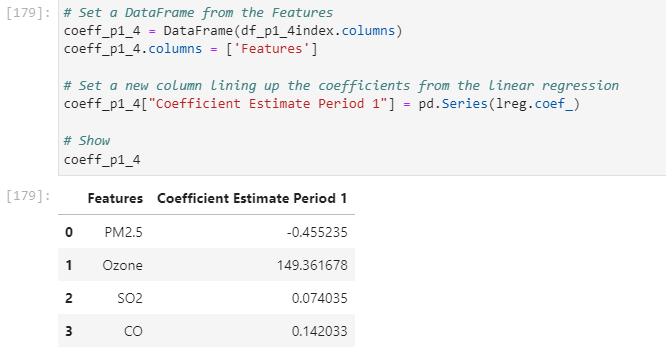 [179]: # Set a DataFrame from the Features
coeff_p1_4 = DataFrame(df_p1_4index.columns)
coeff_p1_4.columns = ['Features']
# Set a new column lining up the coefficients from the linear regression
coeff_p1_4["Coefficient Estimate Period 1"] = pd.Series(lreg.coef_)
# Show
coeff_p1_4
[179]: Features Coefficient Estimate Period 1
0 PM2.5 -0.455235
1 Ozone 149.361678
2 SO2 0.074035
3 CO 0.142033